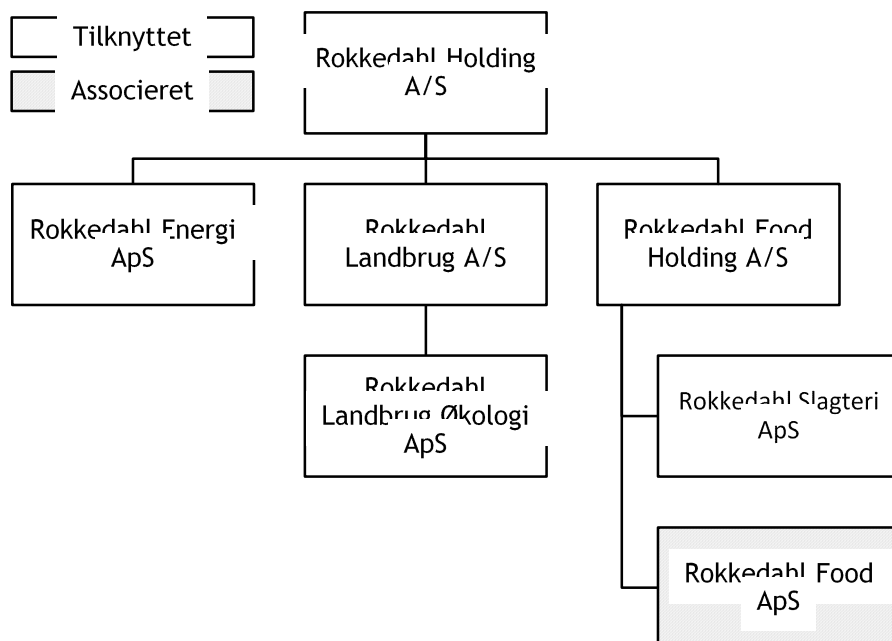 Tilknyttet
Associeret
Rokkedahl Holding
A/S
Rokkedahl Energi
ApS
Rokkedahl
Landbrug A/S
Rokkedahl Food
Holding A/S
Rokkedahl
Landbrug Økologi
ApS
Rokkedahl Slagteri
ApS
Rokkedahl Food
ApS